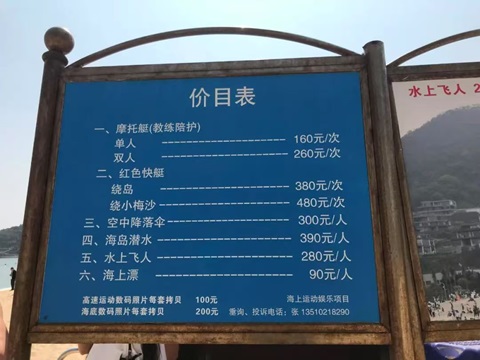 价目表
一、摩托艇(教练陪护)
单人 160元/次
双人 260元/次
二、红色快艇
绕岛 380元/次
绕小梅沙 480元/次
三、空中降落伞 300元/人
四、海岛潜水 390元/人
五、水上飞人 280元/人
六、海上漂 90元/人
高速运动数码照片每套拷贝 100元
海底数码照片每套拷贝 200元
海上运动娱乐项目
垂询、投诉电话：张 13510218290
水上飞人 2